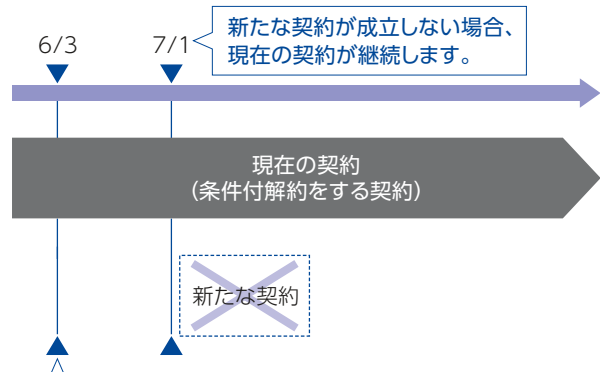 6/3
7/1
新たな契約が成立しない場合、
現在の契約が継続します。
現在の契約
(条件付解約をする契約)
新たな契約